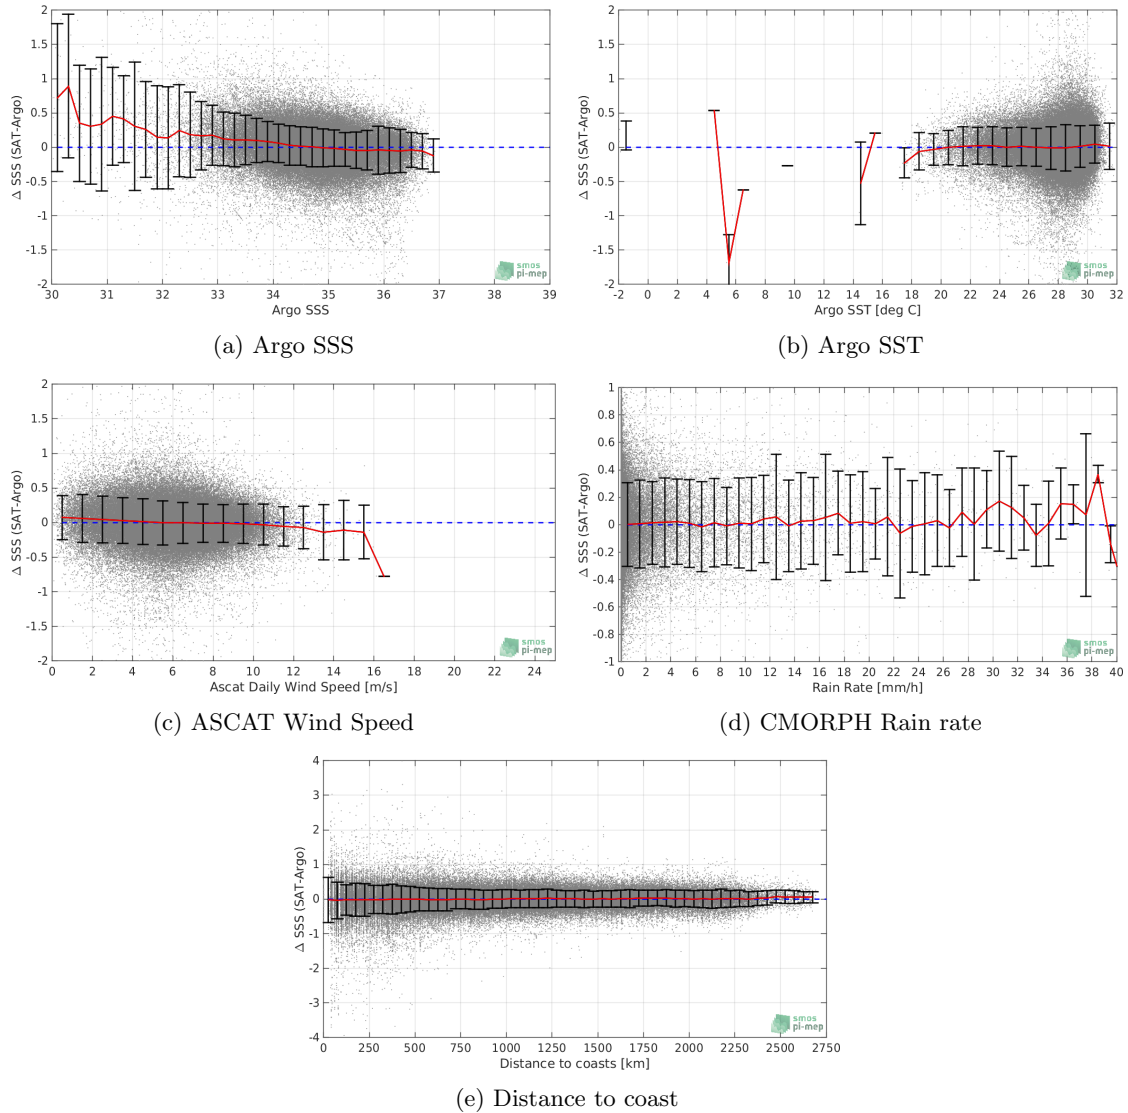 2
1.5
1
0.5
0
-0.5
-1
-1.5
-2
Δ SSS (SAT-Argo)
30 31 32 33 34 35 36 37 38 39
Argo SSS
smos
pi-mep
(a) Argo SSS
2
1.5
1
0.5
0
-0.5
-1
-1.5
-2
Δ SSS (SAT-Argo)
-2 0 2 4 6 8 10 12 14 16 18 20 22 24 26 28 30 32
Argo SST [deg C]
smos
pi-mep
(b) Argo SST
2
1.5
1
0.5
0
-0.5
-1
-1.5
-2
Δ SSS (SAT-Argo)
0 2 4 6 8 10 12 14 16 18 20 22 24
Ascat Daily Wind Speed [m/s]
smos
pi-mep
(c) ASCAT Wind Speed
1
0.8
0.6
0.4
0.2
0
-0.2
-0.4
-0.6
-0.8
-1
Δ SSS (SAT-Argo)
0 2 4 6 8 10 12 14 16 18 20 22 24 26 28 30 32 34 36 38 40
Rain Rate [mm/h]
smos
pi-mep
(d) CMORPH Rain rate
4
3
2
1
0
-1
-2
-3
-4
Δ SSS (SAT-Argo)
0 250 500 750 1000 1250 1500 1750 2000 2250 2500 2750
Distance to coasts [km]
smos
pi-mep
(e) Distance to coast